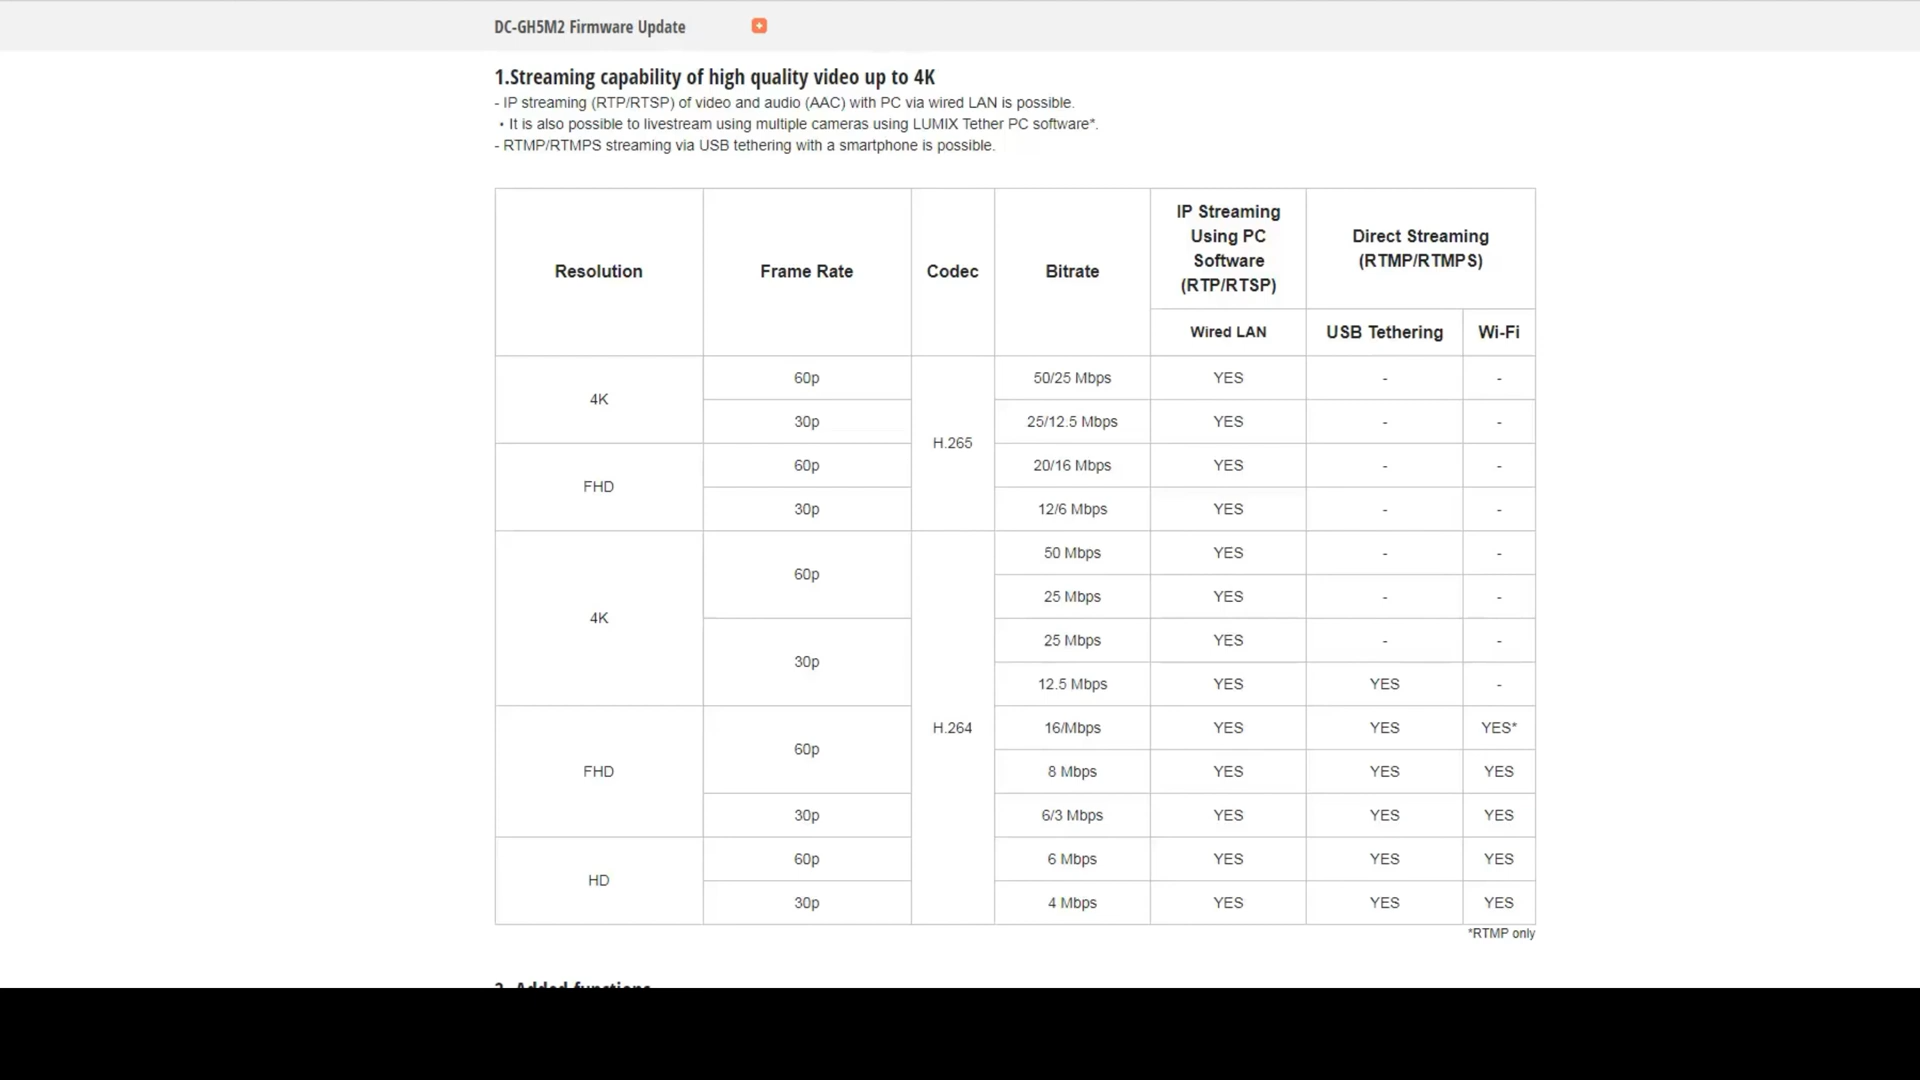 DC-GH5M2 Firmware Update
1.Streaming capability of high quality video up to 4K
- IP streaming (RTP/RTSP) of video and audio (AAC) with PC via wired LAN is possible.
・It is also possible to livestream using multiple cameras using LUMIX Tether PC software*.
- RTMP/RTMPS streaming via USB tethering with a smartphone is possible.
Resolution Frame Rate Codec Bitrate
IP Streaming
Using PC
Software
(RTP/RTSP)
Direct Streaming
(RTMP/RTMPS)
Wired LAN USB Tethering Wi-Fi
4K
60p 50/25 Mbps YES - -
30p 25/12.5 Mbps YES - -
H.265
FHD
60p 20/16 Mbps YES - -
30p 12/6 Mbps YES - -
4K
60p
50 Mbps YES - -
25 Mbps YES - -
30p
25 Mbps YES - -
12.5 Mbps YES YES -
H.264
FHD
60p
16/Mbps YES YES YES*
8 Mbps YES YES YES
30p 6/3 Mbps YES YES YES
HD
60p 6 Mbps YES YES YES
30p 4 Mbps YES YES YES
*RTMP only
2. Added functions